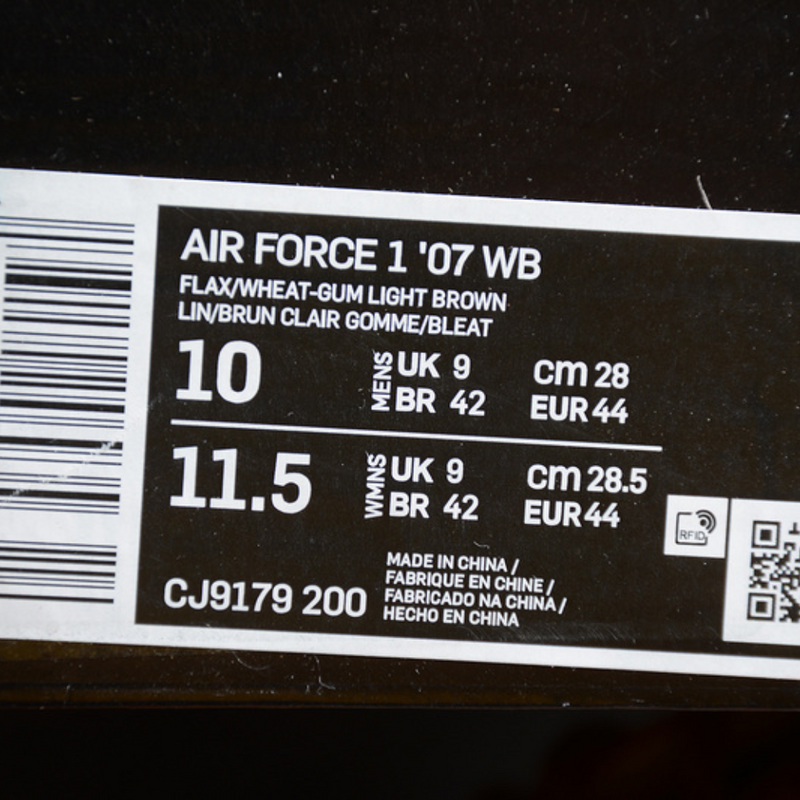 AIR FORCE 1 '07 WB
FLAX/WHEAT-GUM LIGHT BROWN
LIN/BRUN CLAIR GOMME/BLEAT
10 MENS UK 9 cm 28
BR 42 EUR 44
11.5 WMNS UK 9 cm 28.5
BR 42 EUR 44
RFID
CJ9179 200
MADE IN CHINA /
FABRIQUE EN CHINE /
FABRICADO NA CHINA /
HECHO EN CHINA